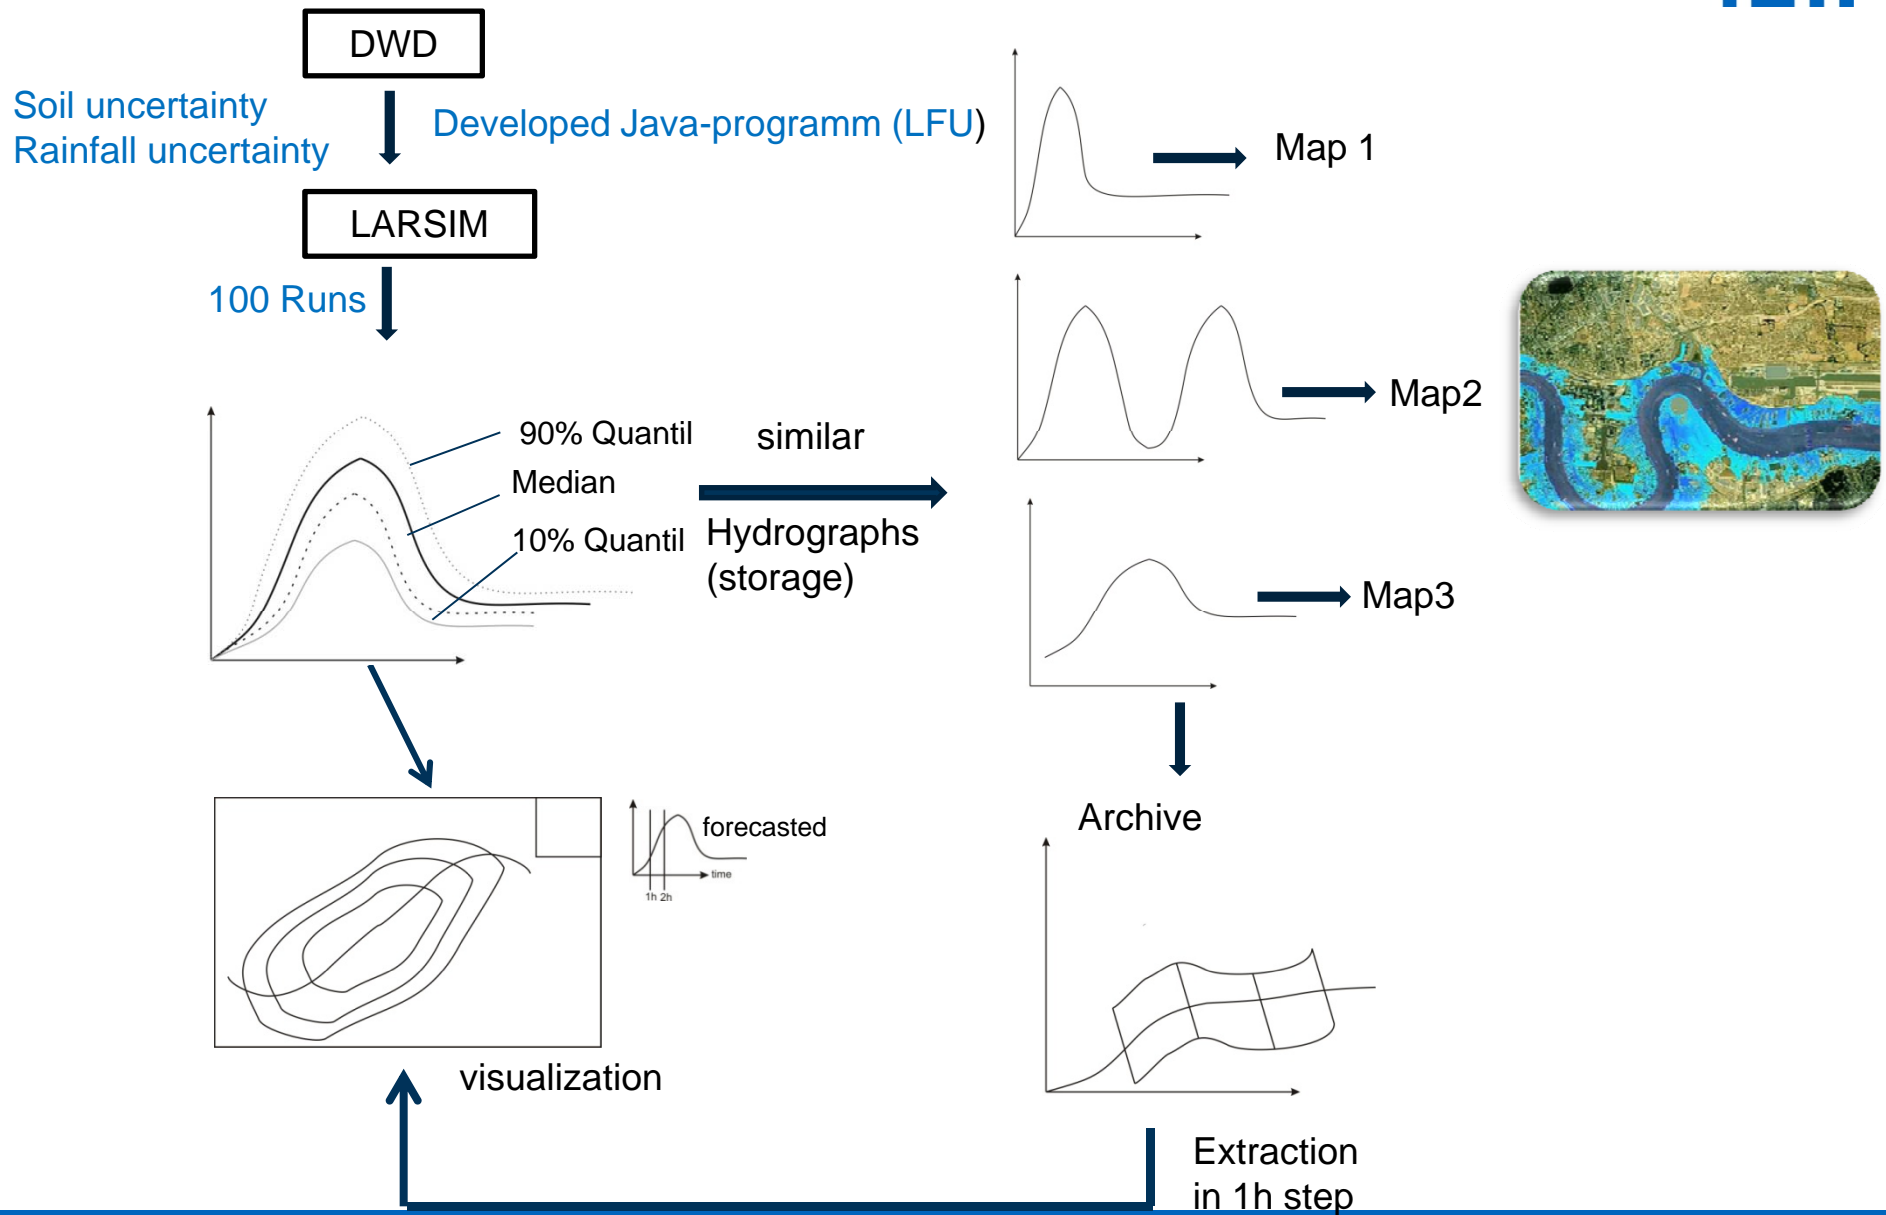 DWD
Soil uncertainty
Rainfall uncertainty
Developed Java-programm (LFU)
LARSIM
100 Runs
90% Quantil
Median
10% Quantil
similar
Hydrographs
(storage)
Map 1
Map2
Map3
Archive
forecasted
time
1h 2h
visualization
Extraction
in 1h step